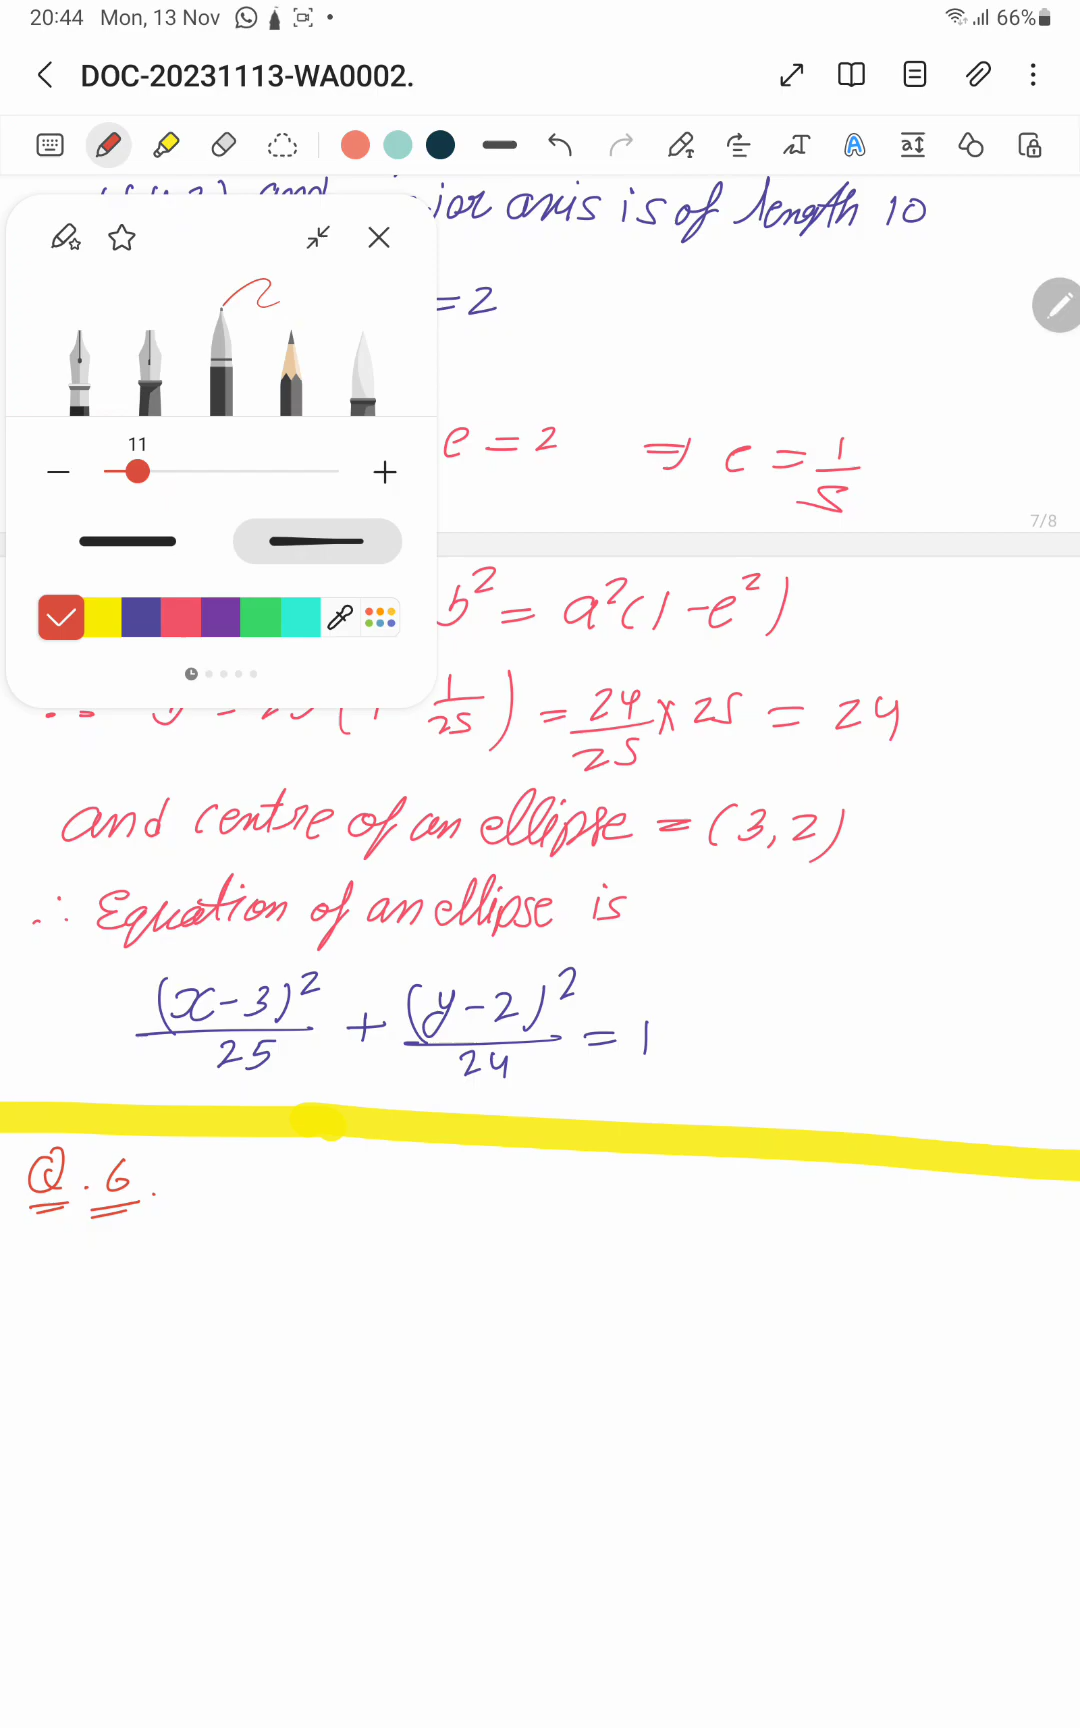 20:44 Mon, 13 Nov 66%
DOC-20231113-WA0002.
axis is of length 10
= 2
11
e = 2 ⇒ e = 1/5
7/8
b² = a²(1 - e²)
1/25) = 24/25 × 25 = 24
and centre of an ellipse = (3, 2)
∴ Equation of an ellipse is
(x - 3)²/25 + (y - 2)²/24 = 1
Q. 6.